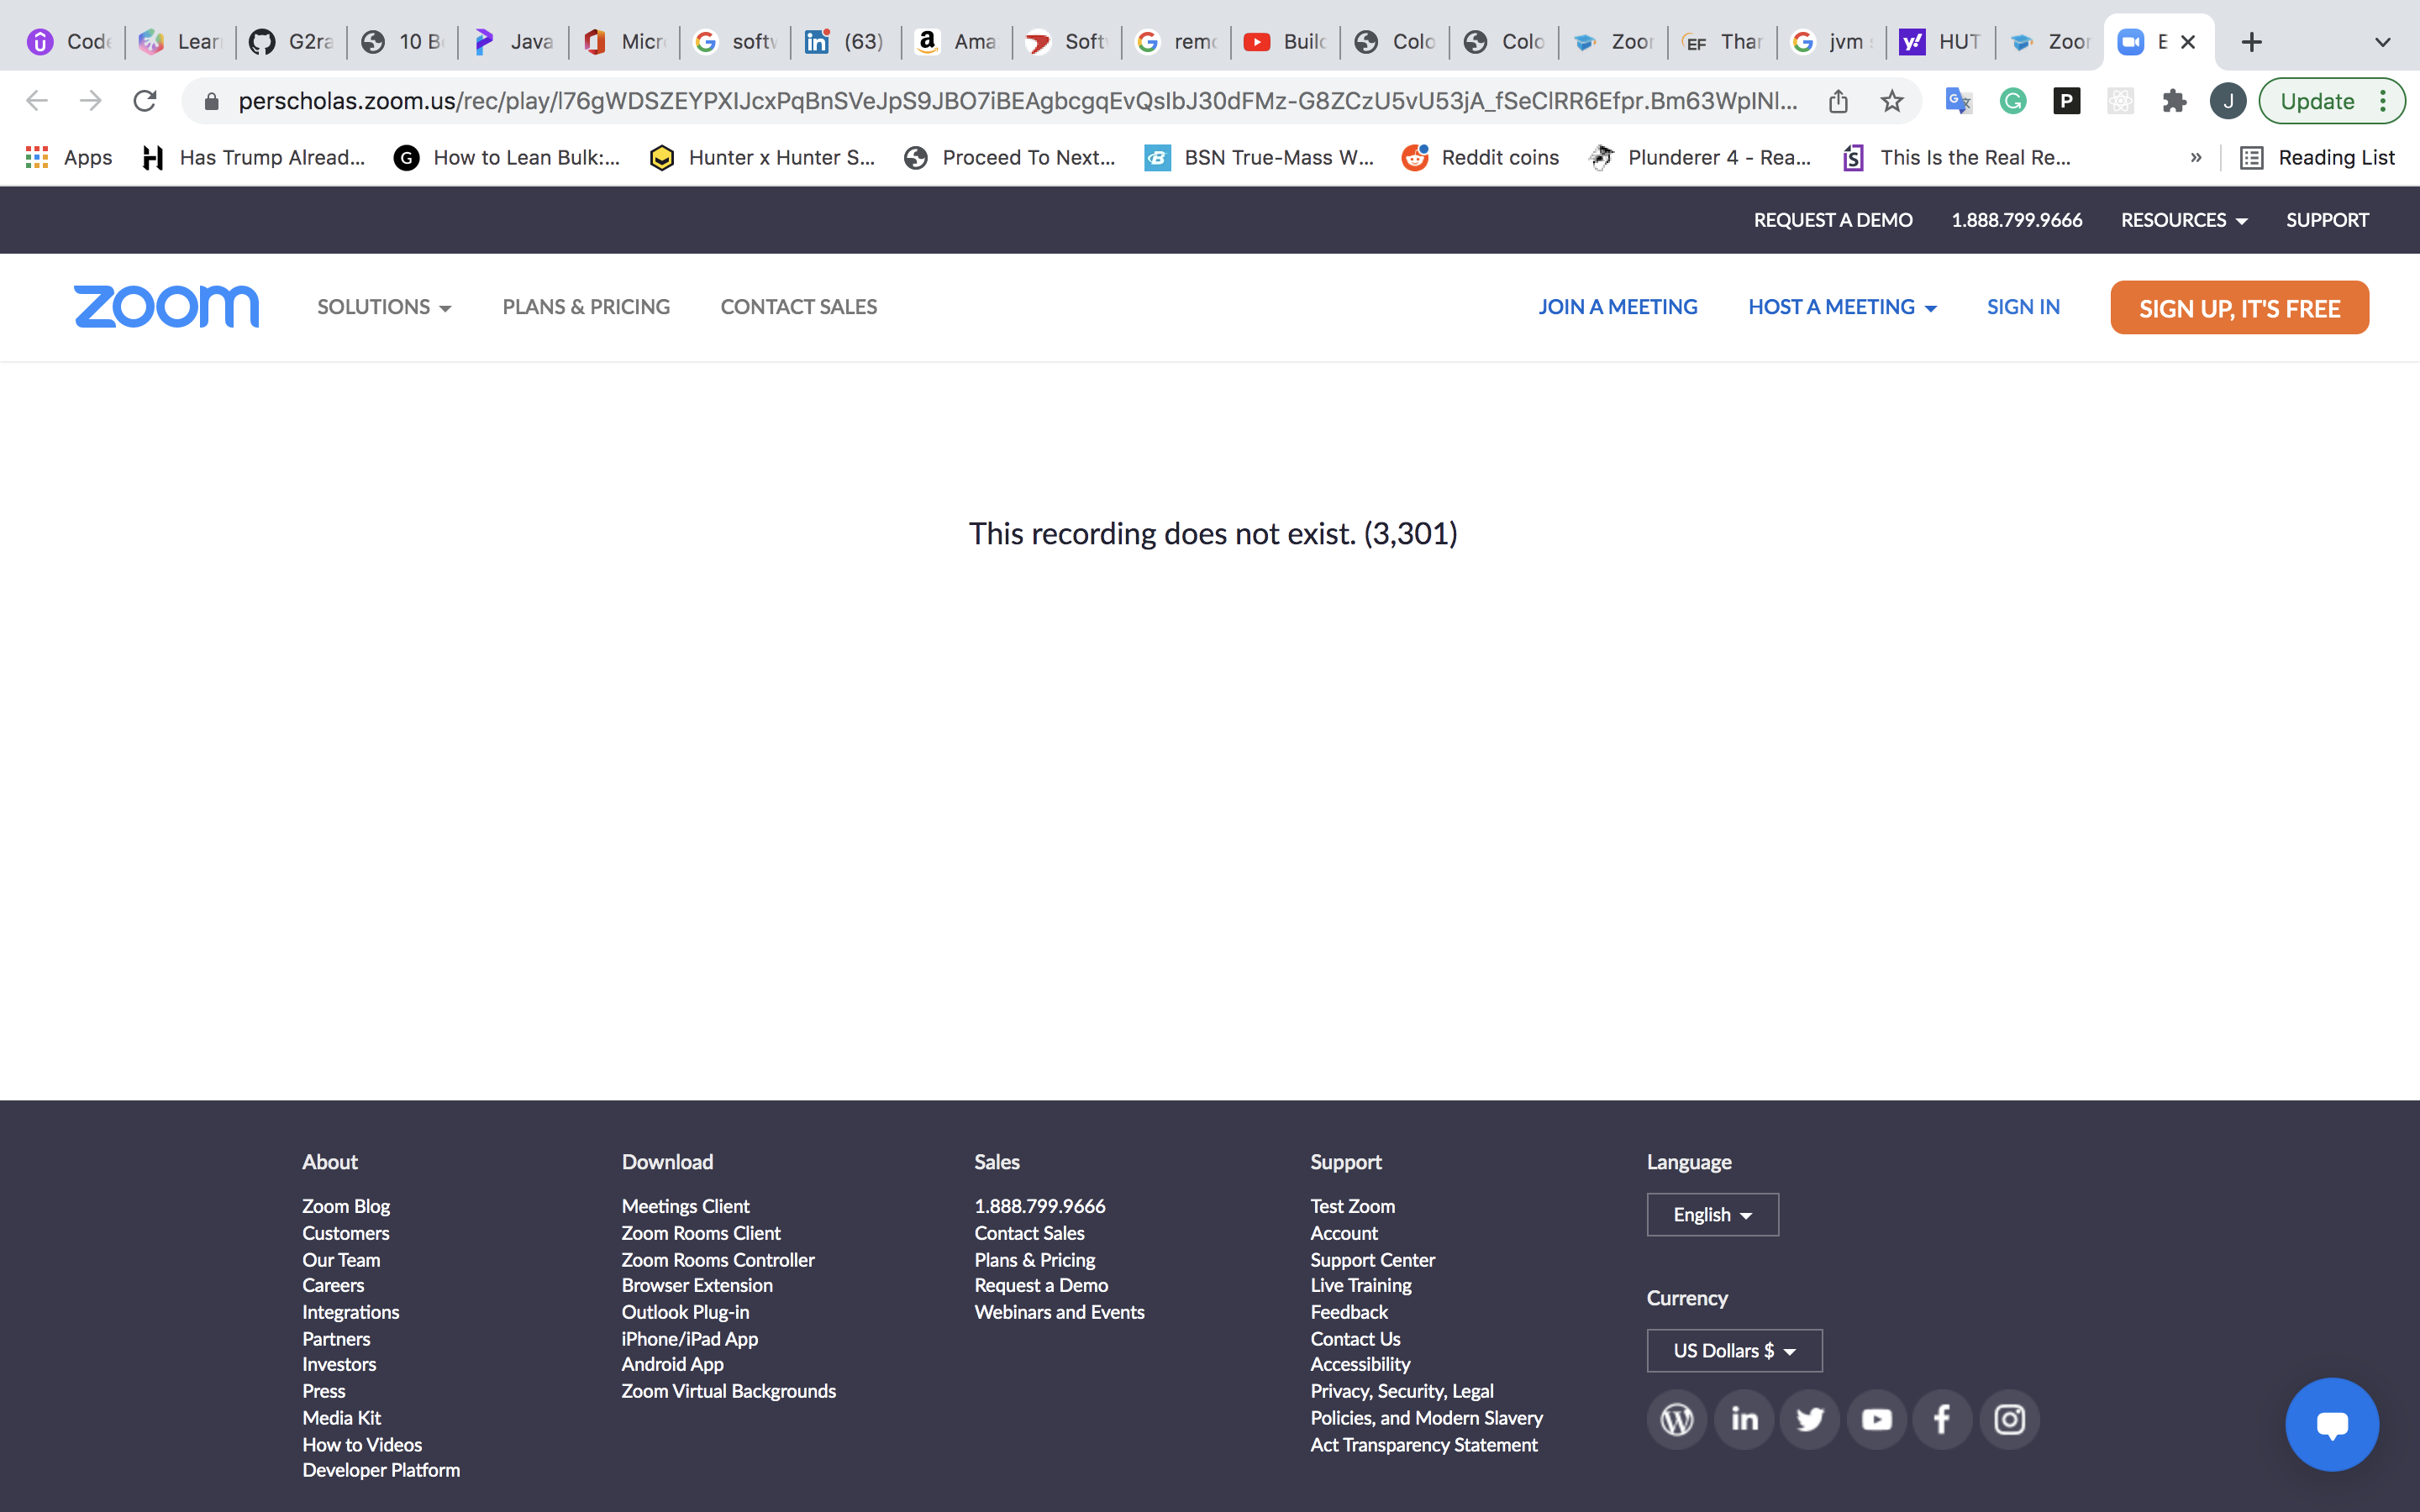 Code
Lear
G2ra
10 Be
Java
Micr
softw
(63)
Ama
Soft
remo
Build
Colo
Colo
Zoor
Thar
jvm s
HUT
Zoor
E
perscholas.zoom.us/rec/play/l76gWDSZEYPXIJcxPqBnSVeJpS9JBO7iBEAgbcgqEvQsIbJ30dFMz-G8ZCzU5vU53jA_fSeClRR6Efpr.Bm63WpINl...
J
Update
Apps
Has Trump Alread...
How to Lean Bulk:...
Hunter x Hunter S...
Proceed To Next...
BSN True-Mass W...
Reddit coins
Plunderer 4 - Rea...
This Is the Real Re...
»
Reading List
REQUEST A DEMO
1.888.799.9666
RESOURCES
SUPPORT
zoom
SOLUTIONS
PLANS & PRICING
CONTACT SALES
JOIN A MEETING
HOST A MEETING
SIGN IN
SIGN UP, IT'S FREE
This recording does not exist. (3,301)
About
Zoom Blog
Customers
Our Team
Careers
Integrations
Partners
Investors
Press
Media Kit
How to Videos
Developer Platform
Download
Meetings Client
Zoom Rooms Client
Zoom Rooms Controller
Browser Extension
Outlook Plug-in
iPhone/iPad App
Android App
Zoom Virtual Backgrounds
Sales
1.888.799.9666
Contact Sales
Plans & Pricing
Request a Demo
Webinars and Events
Support
Test Zoom
Account
Support Center
Live Training
Feedback
Contact Us
Accessibility
Privacy, Security, Legal
Policies, and Modern Slavery
Act Transparency Statement
Language
English
Currency
US Dollars $